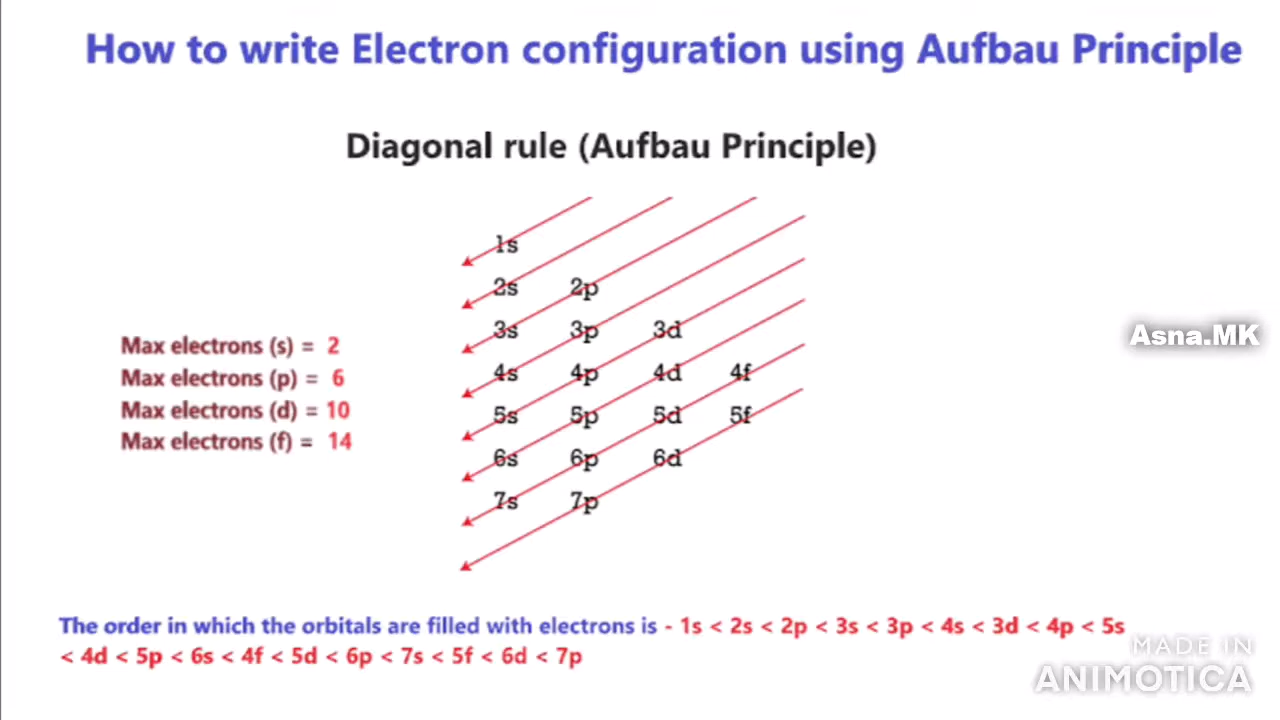 How to write Electron configuration using Aufbau Principle
Diagonal rule (Aufbau Principle)
1s
2s 2p
3s 3p 3d
4s 4p 4d 4f
5s 5p 5d 5f
6s 6p 6d
7s 7p
Max electrons (s) = 2
Max electrons (p) = 6
Max electrons (d) = 10
Max electrons (f) = 14
Asna.MK
The order in which the orbitals are filled with electrons is - 1s < 2s < 2p < 3s < 3p < 4s < 3d < 4p < 5s
< 4d < 5p < 6s < 4f < 5d < 6p < 7s < 5f < 6d < 7p
MADE IN
ANIMOTICA